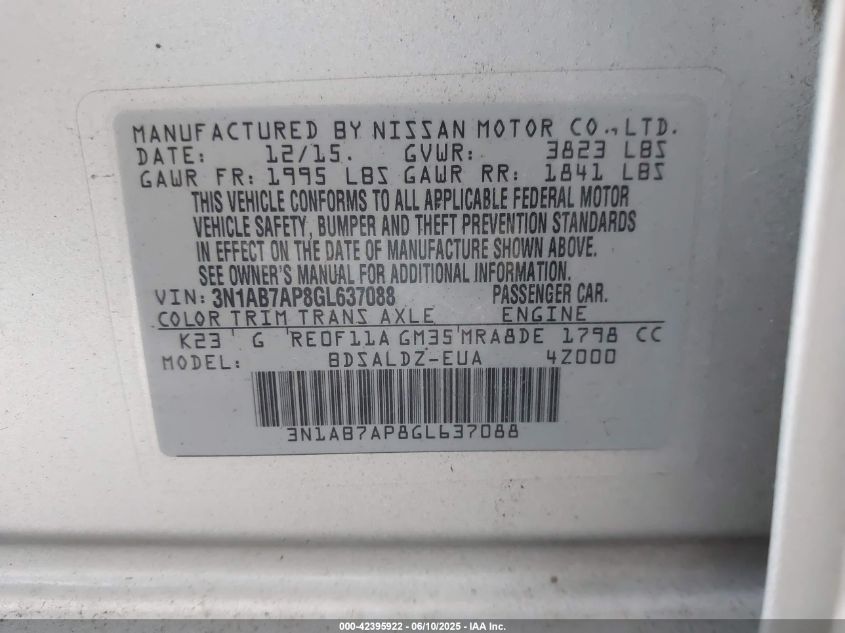 MANUFACTURED BY NISSAN MOTOR CO., LTD.
DATE: 12/15. GVWR: 3823 LBS
GAWR FR: 1995 LBS GAWR RR: 1841 LBS
THIS VEHICLE CONFORMS TO ALL APPLICABLE FEDERAL MOTOR
VEHICLE SAFETY, BUMPER AND THEFT PREVENTION STANDARDS
IN EFFECT ON THE DATE OF MANUFACTURE SHOWN ABOVE.
SEE OWNER'S MANUAL FOR ADDITIONAL INFORMATION.
VIN: 3N1AB7AP8GL637088 PASSENGER CAR.
COLOR TRIM TRANS AXLE ENGINE
K23 G RE0F11A GM35 MRA8DE 1798 CC
MODEL: BDSALDZ-EUA 4Z000
3N1AB7AP8GL637088
000-42395922 - 06/10/2025 - IAA Inc.